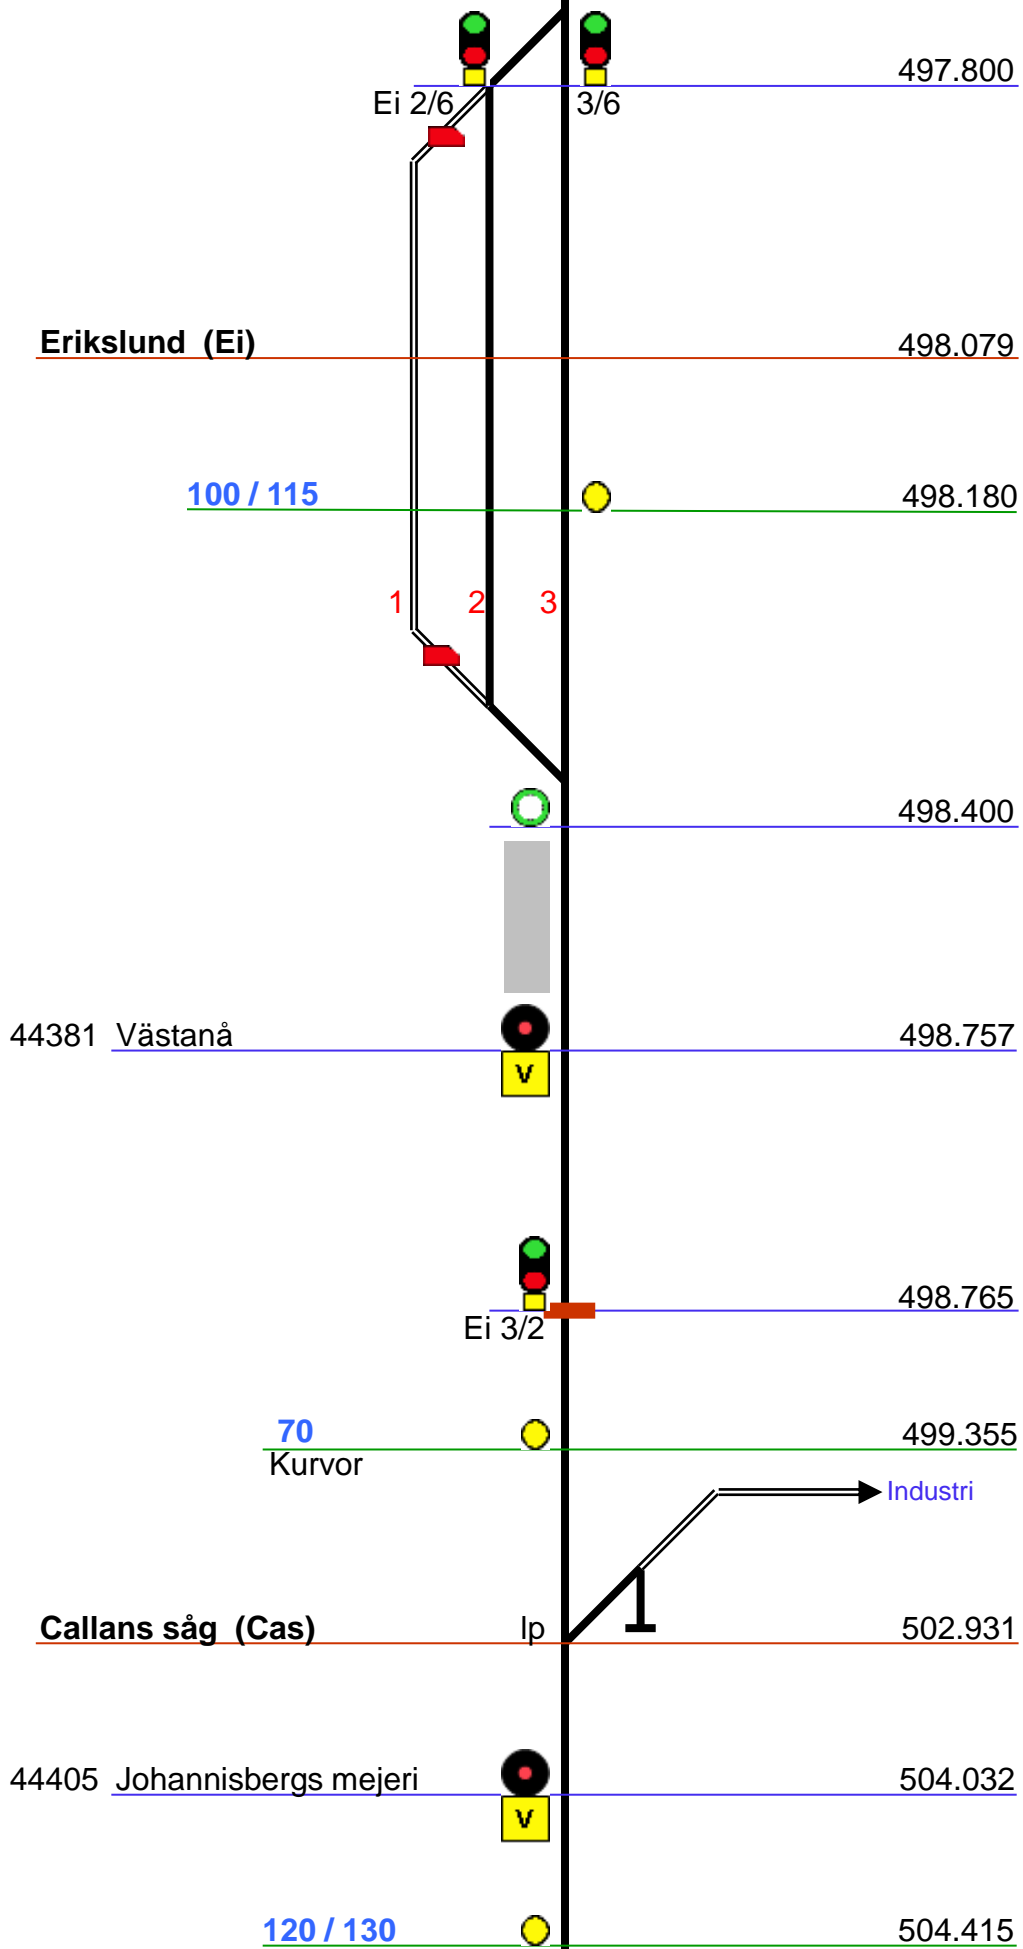 497.800
Ei 2/6 3/6
Erikslund (Ei) 498.079
100 / 115 498.180
1 2 3
498.400
44381 Västanå 498.757
V
498.765
Ei 3/2
70 499.355
Kurvor
Industri
Callans såg (Cas) lp 502.931
44405 Johannisbergs mejeri 504.032
V
120 / 130 504.415